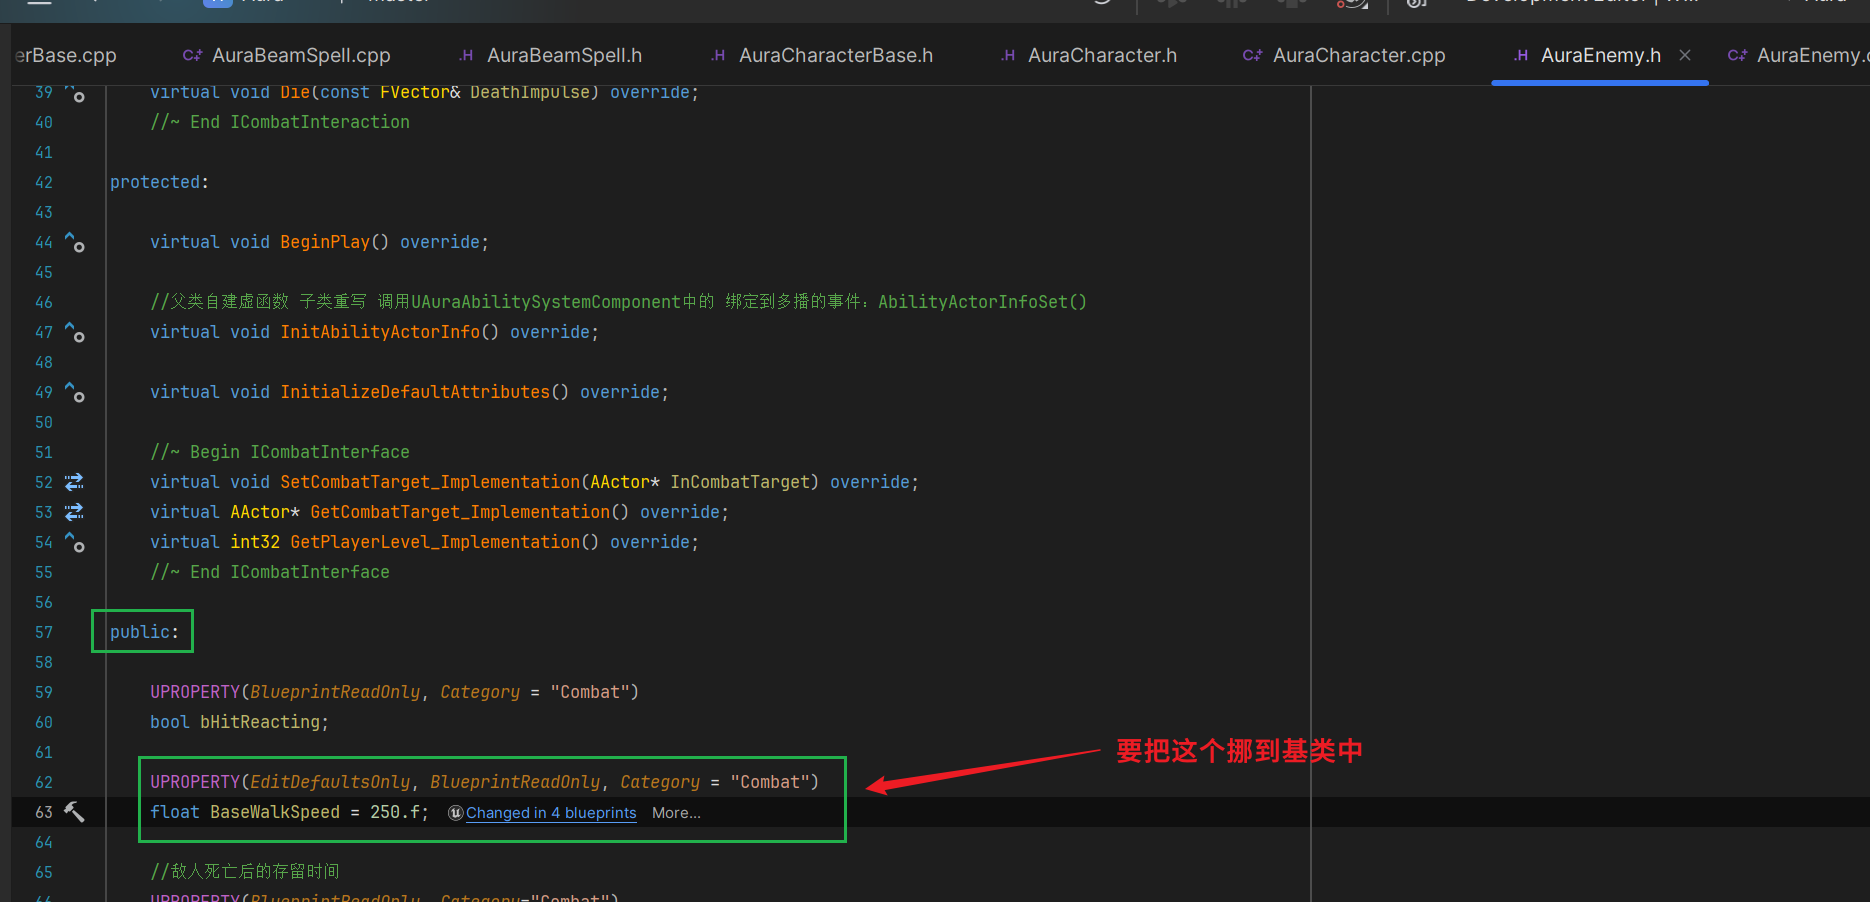 erBase.cpp AuraBeamSpell.cpp AuraBeamSpell.h AuraCharacterBase.h AuraCharacter.h AuraCharacter.cpp AuraEnemy.h AuraEnemy.c
39 virtual void Die(const FVector& DeathImpulse) override;
40 //~ End ICombatInteraction
41
42 protected:
43
44 virtual void BeginPlay() override;
45
46 //父类自建虚函数 子类重写 调用UAuraAbilitySystemComponent中的 绑定到多播的事件：AbilityActorInfoSet()
47 virtual void InitAbilityActorInfo() override;
48
49 virtual void InitializeDefaultAttributes() override;
50
51 //~ Begin ICombatInterface
52 virtual void SetCombatTarget_Implementation(AActor* InCombatTarget) override;
53 virtual AActor* GetCombatTarget_Implementation() override;
54 virtual int32 GetPlayerLevel_Implementation() override;
55 //~ End ICombatInterface
56
57 public:
58
59 UPROPERTY(BlueprintReadOnly, Category = "Combat")
60 bool bHitReacting;
61
要把这个挪到基类中
62 UPROPERTY(EditDefaultsOnly, BlueprintReadOnly, Category = "Combat")
63 float BaseWalkSpeed = 250.f; Changed in 4 blueprints More...
64
65 //敌人死亡后的存留时间
66 UPROPERTY(BlueprintReadOnly, Category="Combat")